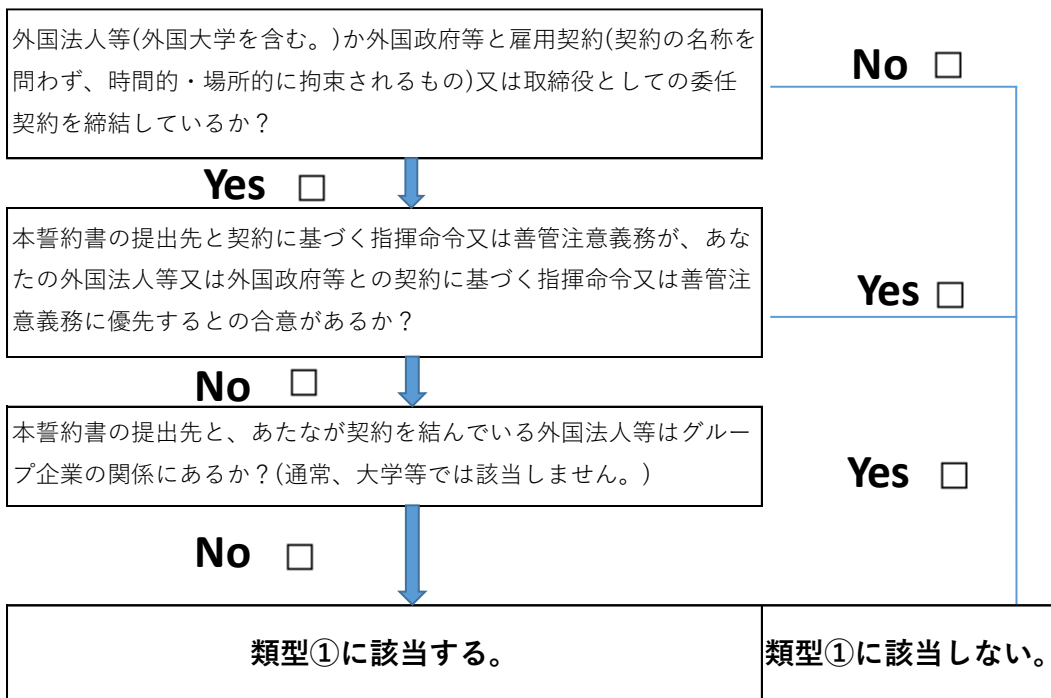 外国法人等(外国大学を含む。)か外国政府等と雇用契約(契約の名称を
問わず、時間的・場所的に拘束されるもの)又は取締役としての委任
契約を締結しているか？
No □
Yes □
本誓約書の提出先と契約に基づく指揮命令又は善管注意義務が、あな
たの外国法人等又は外国政府等との契約に基づく指揮命令又は善管注
意義務に優先するとの合意があるか？
Yes □
No □
本誓約書の提出先と、あたなが契約を結んでいる外国法人等はグルー
プ企業の関係にあるか？(通常、大学等では該当しません。)
Yes □
No □
類型①に該当する。
類型①に該当しない。